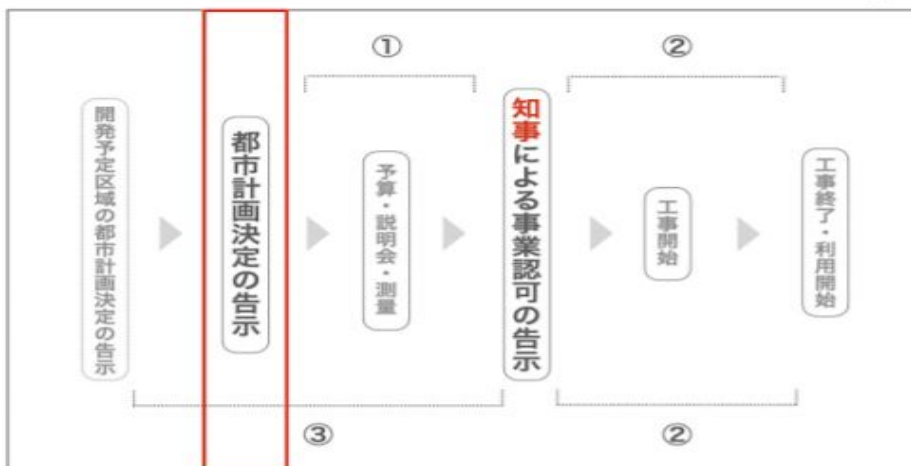 ① ②
開発予定区域の都市計画決定の告示
都市計画決定の告示
予算・説明会・測量
知事による事業認可の告示
工事開始
工事終了・利用開始
③ ②